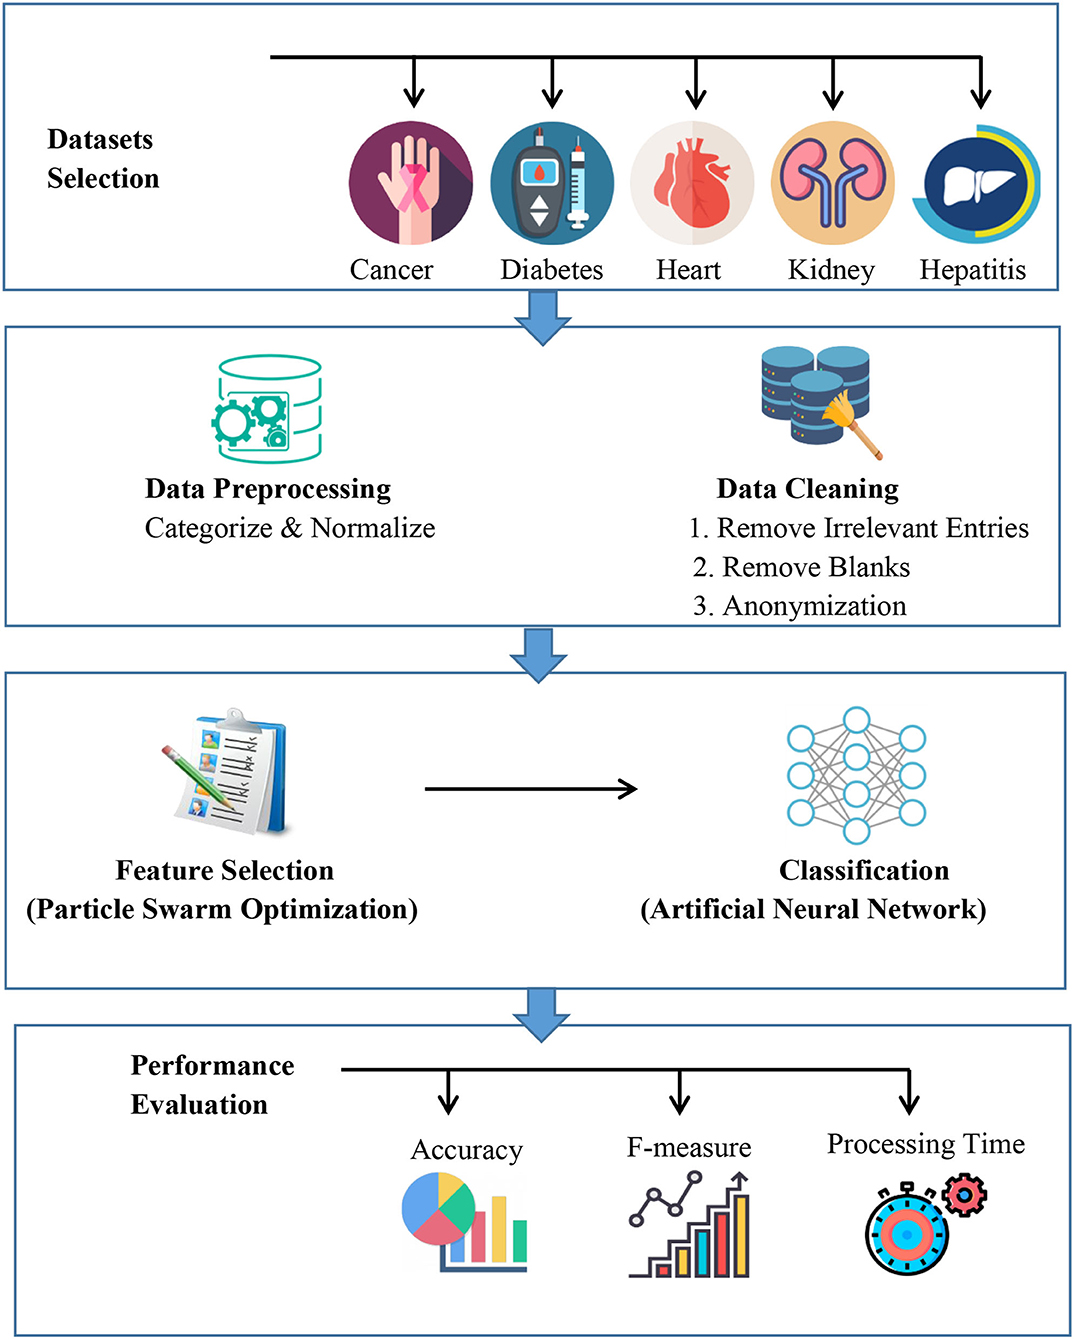 Datasets
Selection
Cancer
Diabetes
Heart
Kidney
Hepatitis
Data Preprocessing
Categorize & Normalize
Data Cleaning
1. Remove Irrelevant Entries
2. Remove Blanks
3. Anonymization
Feature Selection
(Particle Swarm Optimization)
Classification
(Artificial Neural Network)
Performance
Evaluation
Accuracy
F-measure
Processing Time